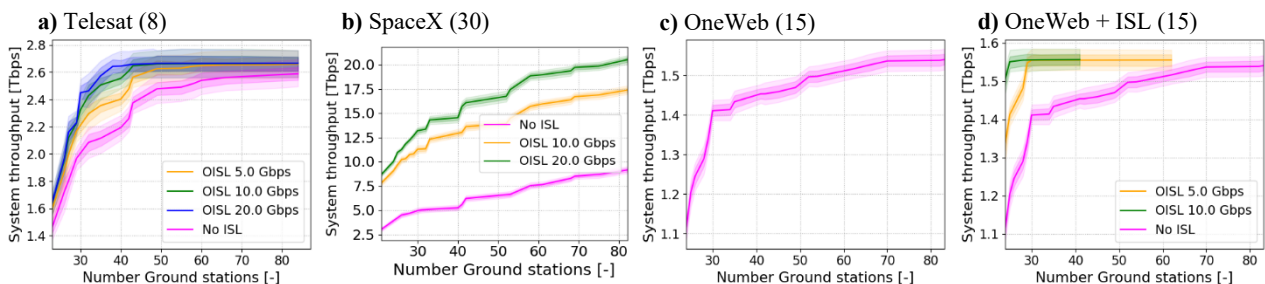 a) Telesat (8)
System throughput [Tbps]
2.8
2.6
2.4
2.2
2.0
1.8
1.6
1.4
OISL 5.0 Gbps
OISL 10.0 Gbps
OISL 20.0 Gbps
No ISL
30 40 50 60 70 80
Number Ground stations [-]
b) SpaceX (30)
System throughput [Tbps]
20.0
17.5
15.0
12.5
10.0
7.5
5.0
2.5
No ISL
OISL 10.0 Gbps
OISL 20.0 Gbps
30 40 50 60 70 80
Number Ground stations [-]
c) OneWeb (15)
System throughput [Tbps]
1.5
1.4
1.3
1.2
1.1
30 40 50 60 70 80
Number Ground stations [-]
d) OneWeb + ISL (15)
System throughput [Tbps]
1.6
1.5
1.4
1.3
1.2
1.1
OISL 5.0 Gbps
OISL 10.0 Gbps
No ISL
30 40 50 60 70 80
Number Ground stations [-]